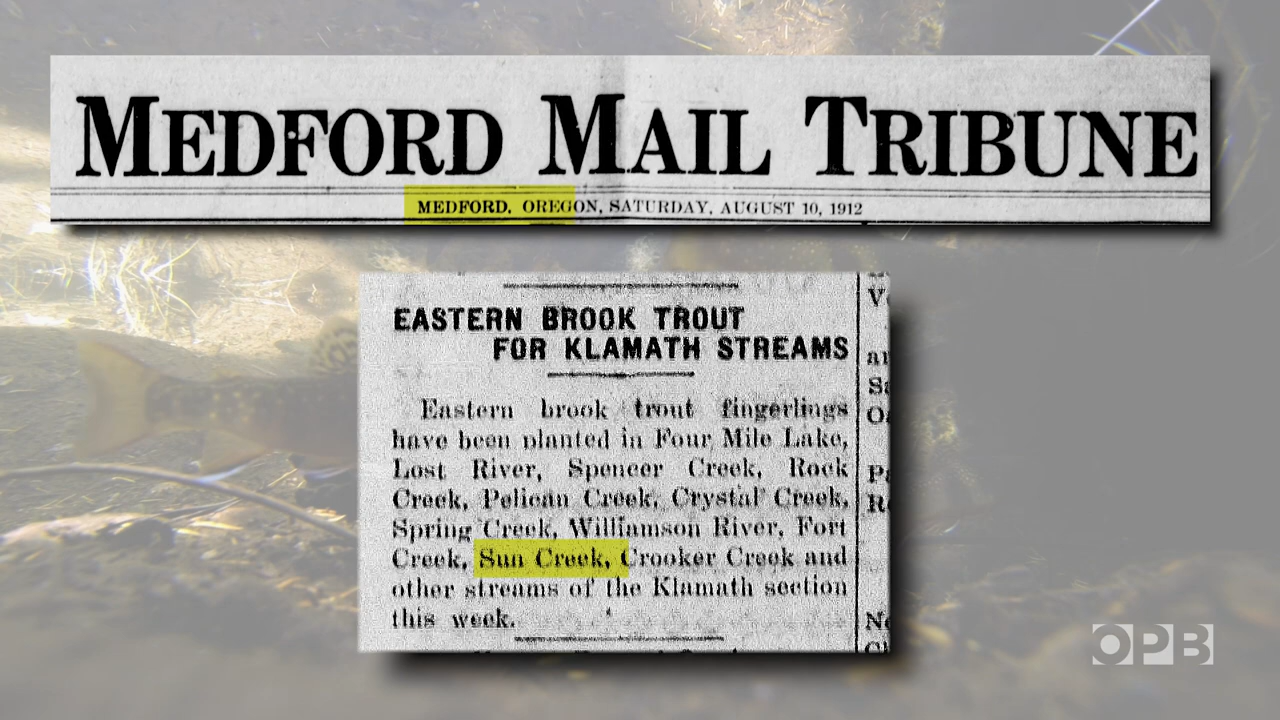 MEDFORD MAIL TRIBUNE
MEDFORD, OREGON, SATURDAY, AUGUST 10, 1912
EASTERN BROOK TROUT
FOR KLAMATH STREAMS
Eastern brook trout fingerlings
have been planted in Four Mile Lake,
Lost River, Spencer Creek, Rock
Creek, Pelican Creek, Crystal Creek,
Spring Creek, Williamson River, Fort
Creek, Sun Creek, Crooker Creek and
other streams of the Klamath section
this week.
OPB